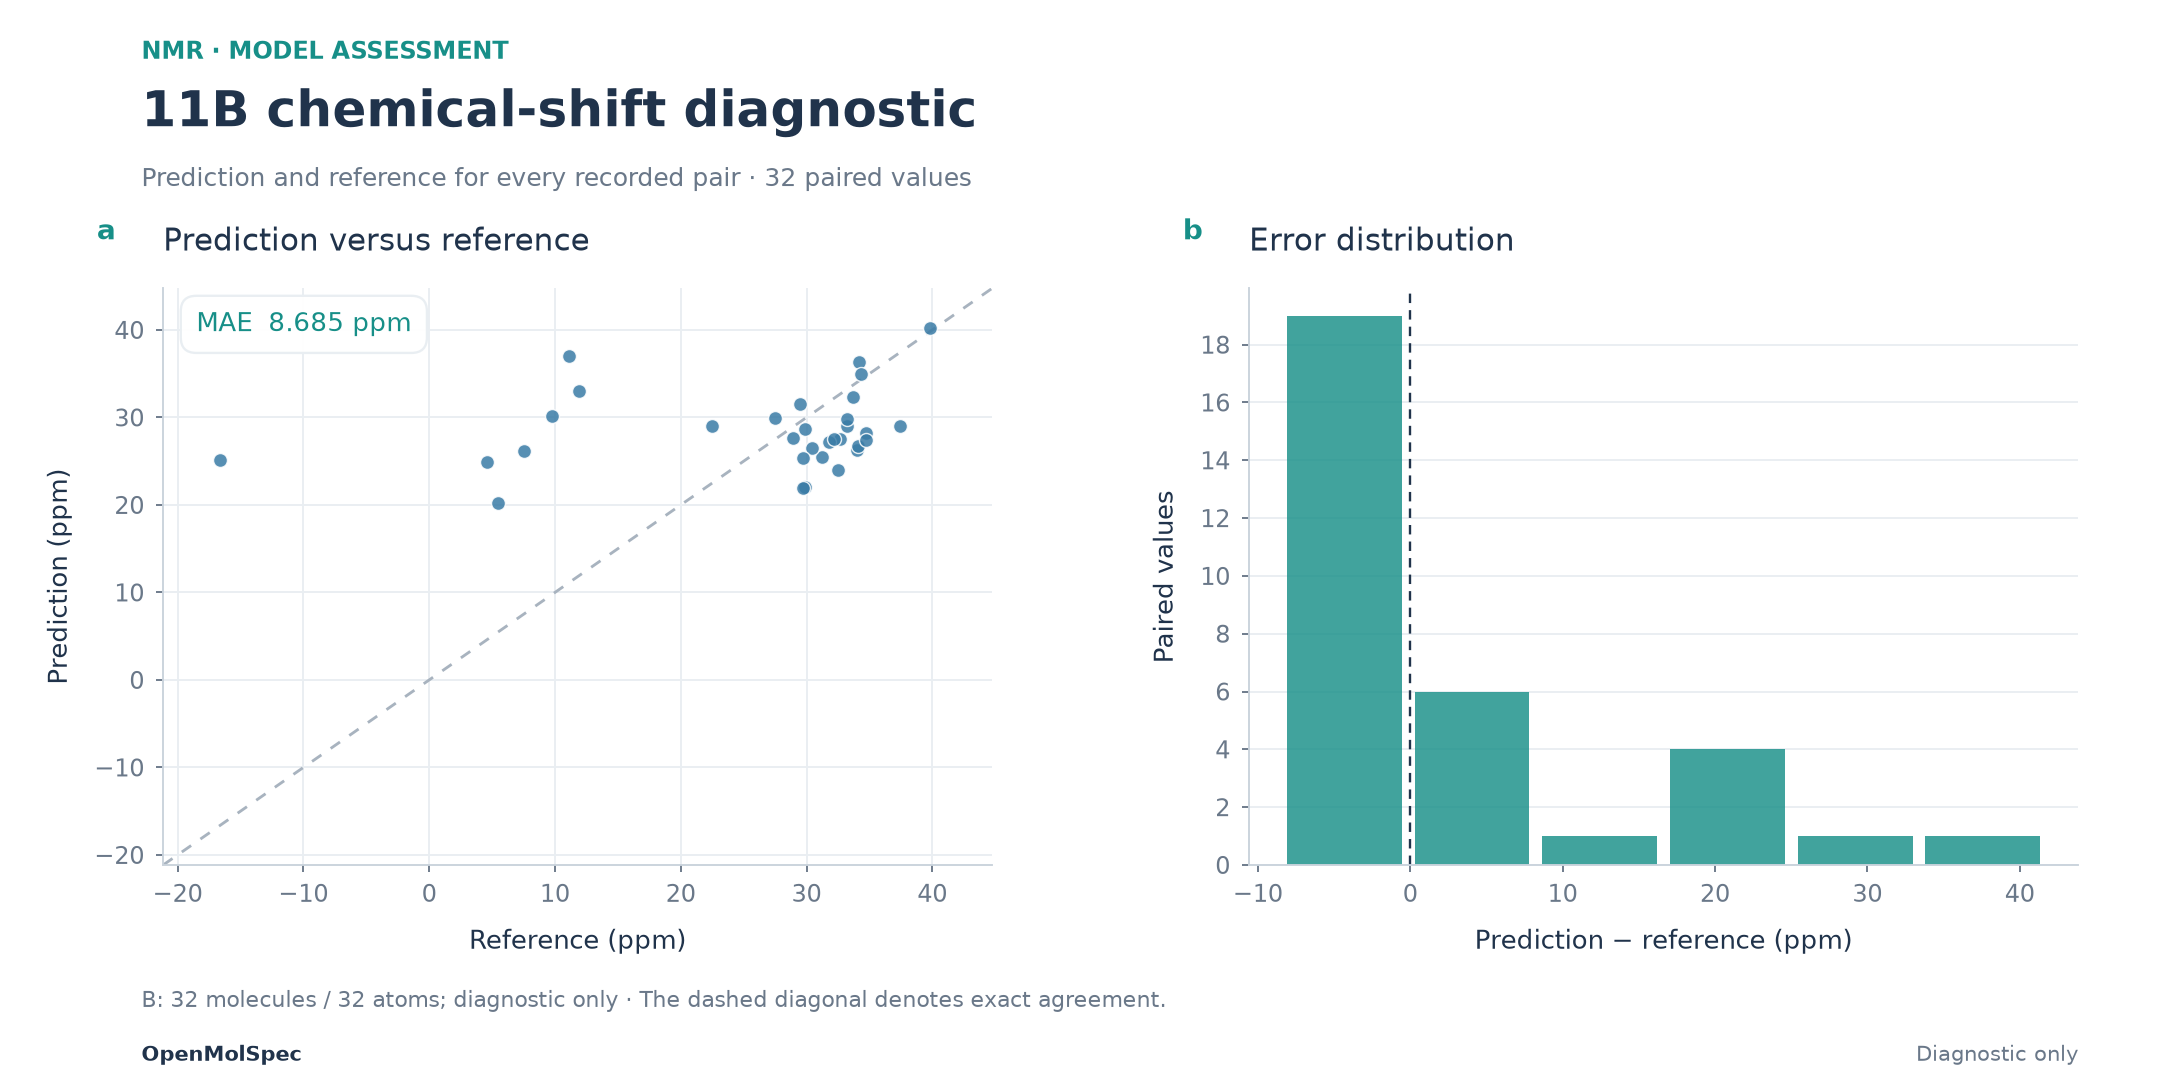 NMR · MODEL ASSESSMENT
11B chemical-shift diagnostic
Prediction and reference for every recorded pair · 32 paired values
a
Prediction versus reference
MAE 8.685 ppm
40
30
20
10
0
−10
−20
−20
−10
0
10
20
30
40
Prediction (ppm)
Reference (ppm)
b
Error distribution
18
16
14
12
10
8
6
4
2
0
−10
0
10
20
30
40
Paired values
Prediction − reference (ppm)
B: 32 molecules / 32 atoms; diagnostic only · The dashed diagonal denotes exact agreement.
OpenMolSpec
Diagnostic only